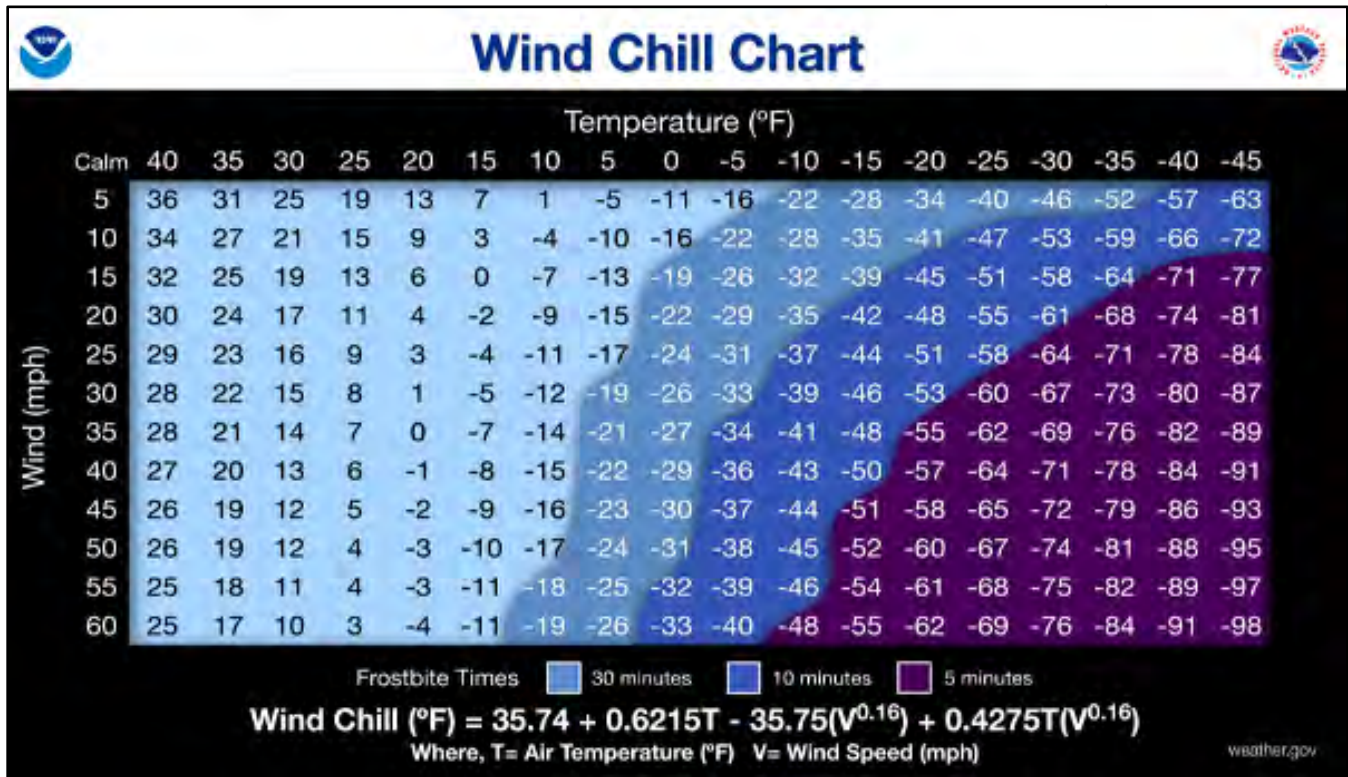 Wind Chill Chart
Temperature (ºF)
Calm 40 35 30 25 20 15 10 5 0 -5 -10 -15 -20 -25 -30 -35 -40 -45
Wind (mph)
5 36 31 25 19 13 7 1 -5 -11 -16 -22 -28 -34 -40 -46 -52 -57 -63
10 34 27 21 15 9 3 -4 -10 -16 -22 -28 -35 -41 -47 -53 -59 -66 -72
15 32 25 19 13 6 0 -7 -13 -19 -26 -32 -39 -45 -51 -58 -64 -71 -77
20 30 24 17 11 4 -2 -9 -15 -22 -29 -35 -42 -48 -55 -61 -68 -74 -81
25 29 23 16 9 3 -4 -11 -17 -24 -31 -37 -44 -51 -58 -64 -71 -78 -84
30 28 22 15 8 1 -5 -12 -19 -26 -33 -39 -46 -53 -60 -67 -73 -80 -87
35 28 21 14 7 0 -7 -14 -21 -27 -34 -41 -48 -55 -62 -69 -76 -82 -89
40 27 20 13 6 -1 -8 -15 -22 -29 -36 -43 -50 -57 -64 -71 -78 -84 -91
45 26 19 12 5 -2 -9 -16 -23 -30 -37 -44 -51 -58 -65 -72 -79 -86 -93
50 26 19 12 4 -3 -10 -17 -24 -31 -38 -45 -52 -60 -67 -74 -81 -88 -95
55 25 18 11 4 -3 -11 -18 -25 -32 -39 -46 -54 -61 -68 -75 -82 -89 -97
60 25 17 10 3 -4 -11 -19 -26 -33 -40 -48 -55 -62 -69 -76 -84 -91 -98
Frostbite Times 30 minutes 10 minutes 5 minutes
Wind Chill (ºF) = 35.74 + 0.6215T - 35.75(V^0.16) + 0.4275T(V^0.16)
Where, T= Air Temperature (ºF) V= Wind Speed (mph)
weather.gov